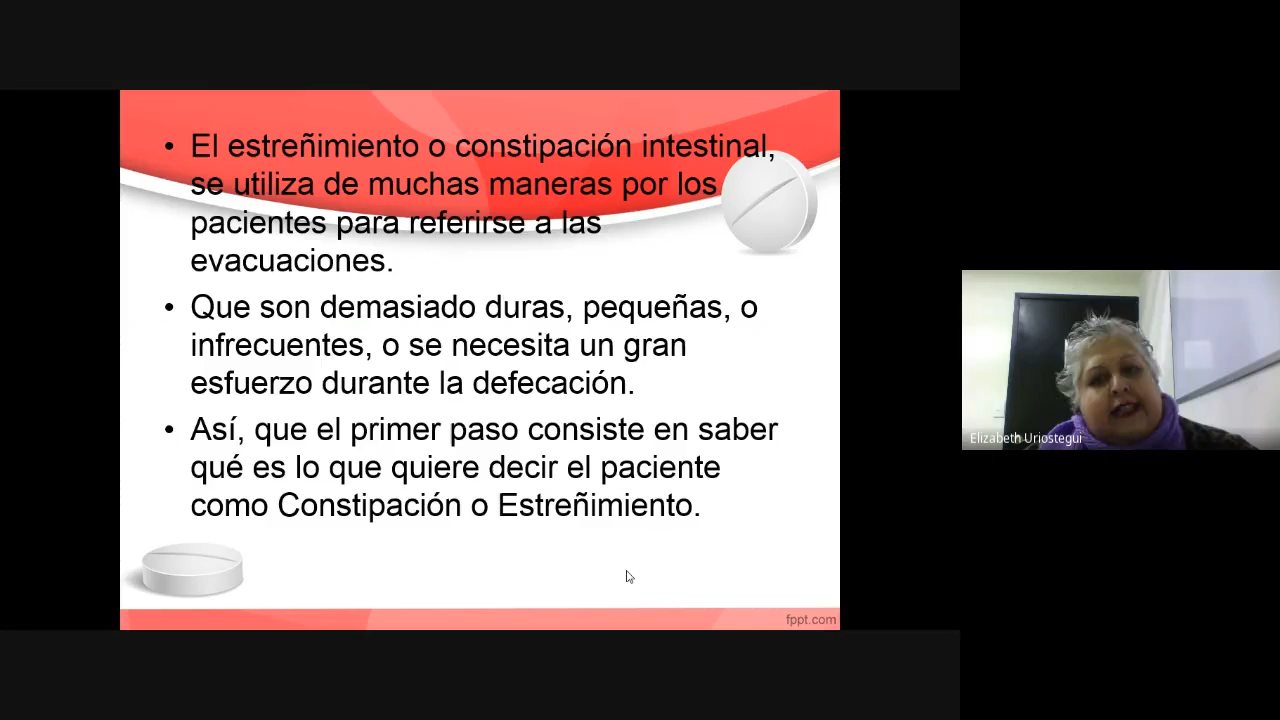 • El estreñimiento o constipación intestinal,
se utiliza de muchas maneras por los
pacientes para referirse a las
evacuaciones.
• Que son demasiado duras, pequeñas, o
infrecuentes, o se necesita un gran
esfuerzo durante la defecación.
• Así, que el primer paso consiste en saber
qué es lo que quiere decir el paciente
como Constipación o Estreñimiento.
fppt.com
Elizabeth Uriostegui